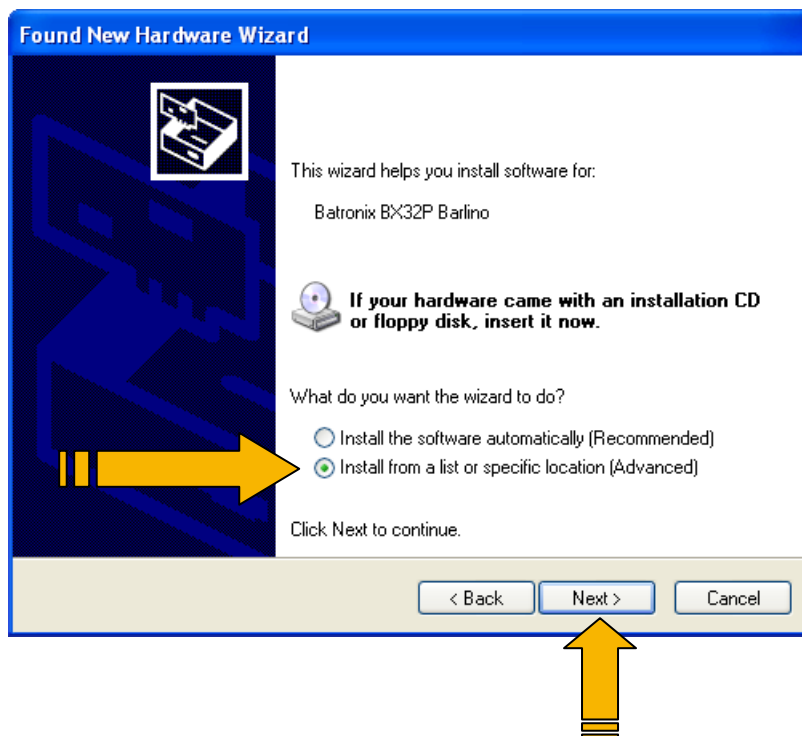 Found New Hardware Wizard
This wizard helps you install software for:
Batronix BX32P Barlino
If your hardware came with an installation CD
or floppy disk, insert it now.
What do you want the wizard to do?
Install the software automatically (Recommended)
Install from a list or specific location (Advanced)
Click Next to continue.
< Back Next > Cancel